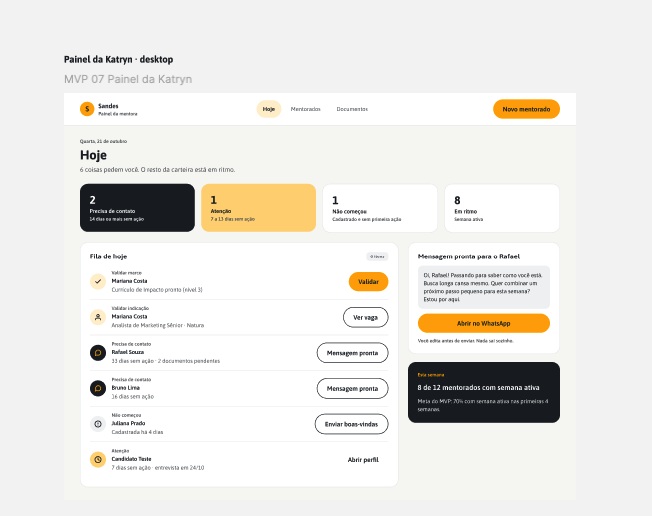 Painel da Katryn · desktop
MVP 07 Painel da Katryn
S
Sandes
Painel da mentora
Hoje
Mentorados
Documentos
Novo mentorado
Quarta, 21 de outubro
Hoje
6 coisas pedem você. O resto da carteira está em ritmo.
2
Precisa de contato
14 dias ou mais sem ação
1
Atenção
7 a 13 dias sem ação
1
Não começou
Cadastrado e sem primeira ação
8
Em ritmo
Semana ativa
Fila de hoje
Validar marco
Mariana Costa
Currículo de Impacto pronto (nível 3)
Validar
Validar indicação
Mariana Costa
Analista de Marketing Sênior · Natura
Ver vaga
Precisa de contato
Rafael Souza
33 dias sem ação · 2 documentos pendentes
Mensagem pronta
Precisa de contato
Bruno Lima
16 dias sem ação
Mensagem pronta
Não começou
Juliana Prado
Cadastrada há 4 dias
Enviar boas-vindas
Atenção
Candidato Teste
7 dias sem ação · entrevista em 24/10
Abrir perfil
Mensagem pronta para o Rafael
Oi, Rafael! Passando para saber como você está.
Busca longa cansa mesmo. Quer combinar um
próximo passo pequeno para esta semana?
Estou por aqui.
Abrir no WhatsApp
Você edita antes de enviar. Nada sai sozinho.
Esta semana
8 de 12 mentorados com semana ativa
Meta do MVP: 70% com semana ativa nas primeiras 4
semanas.